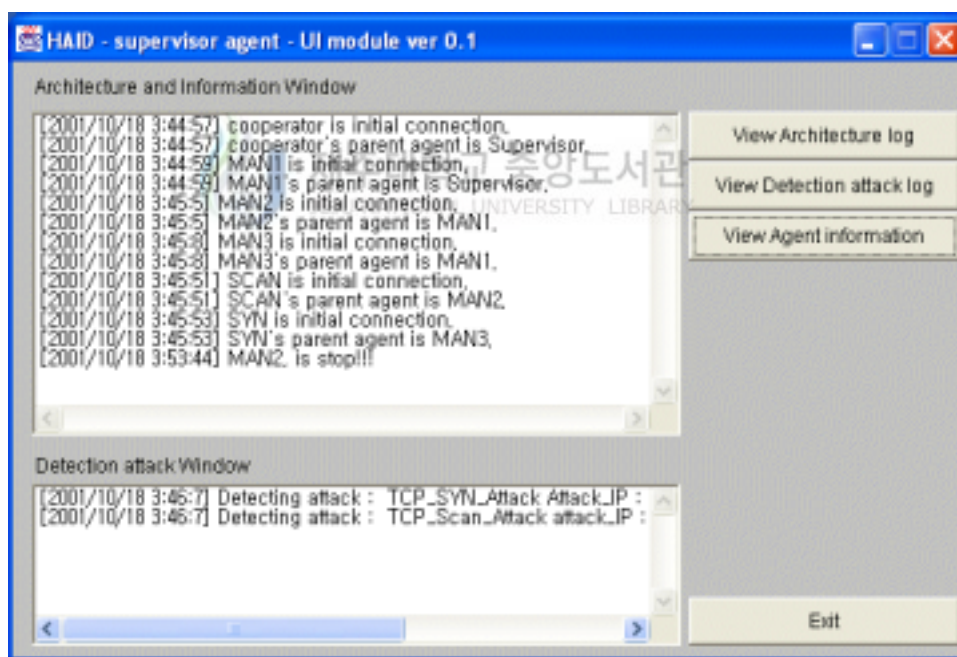 HAID - supervisor agent - UI module ver 0.1
Architecture and Information Window
[2001/10/18 3:44:57] cooperator is initial connection,
[2001/10/18 3:44:57] cooperator's parent agent is Supervisor,
[2001/10/18 3:44:59] MAN1 is initial connection,
[2001/10/18 3:44:59] MAN1's parent agent is Supervisor,
[2001/10/18 3:45:5] MAN2 is initial connection,
[2001/10/18 3:45:5] MAN2's parent agent is MAN1,
[2001/10/18 3:45:8] MAN3 is initial connection,
[2001/10/18 3:45:8] MAN3's parent agent is MAN1,
[2001/10/18 3:45:51] SCAN is initial connection,
[2001/10/18 3:45:51] SCAN's parent agent is MAN2,
[2001/10/18 3:45:53] SYN is initial connection,
[2001/10/18 3:45:53] SYN's parent agent is MAN3,
[2001/10/18 3:53:44] MAN2, is stop!!!
중앙도서관
UNIVERSITY LIBRARY
View Architecture log
View Detection attack log
View Agent information
Detection attack Window
[2001/10/18 3:46:7] Detecting attack : TCP_SYN_Attack Attack_IP :
[2001/10/18 3:46:7] Detecting attack : TCP_Scan_Attack attack_IP :
Exit